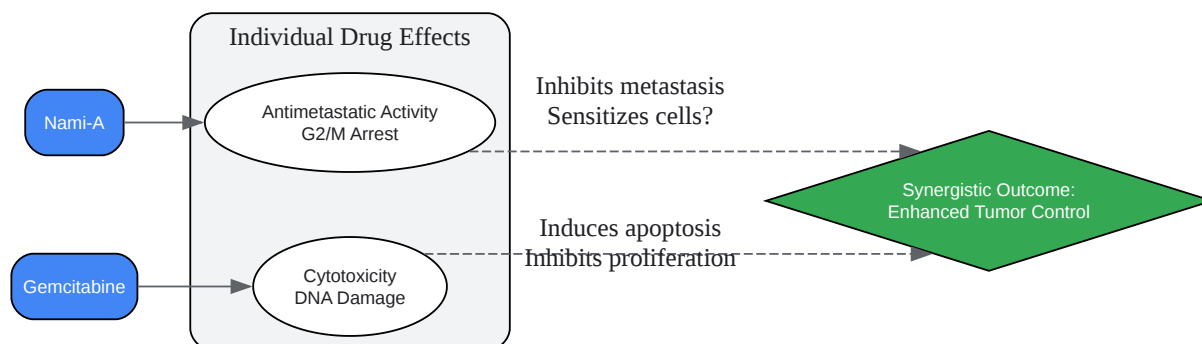 Individual Drug Effects
Nami-A
Antimetastatic Activity
G2/M Arrest
Inhibits metastasis
Sensitizes cells?
Gemcitabine
Cytotoxicity
DNA Damage
Induces apoptosis
Inhibits proliferation
Synergistic Outcome:
Enhanced Tumor Control